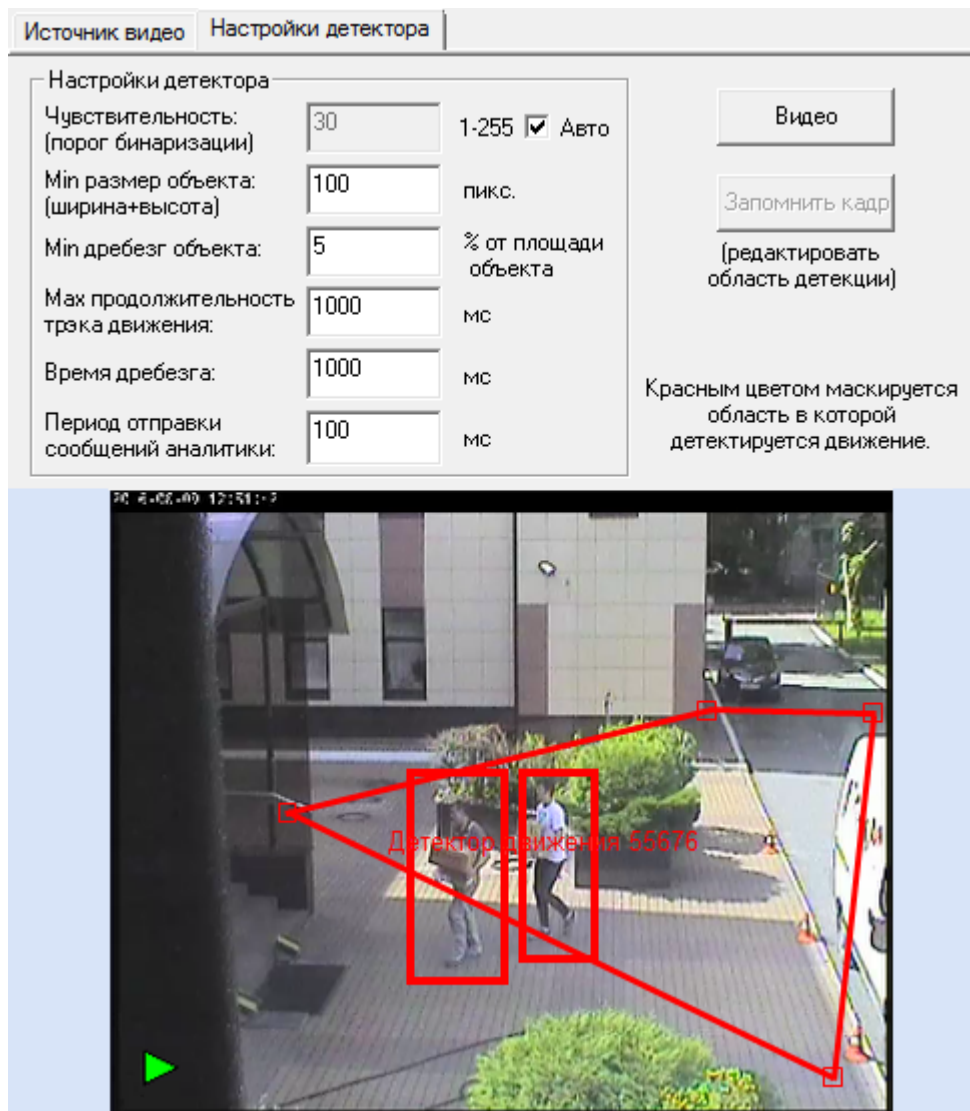 Источник видео
Настройки детектора
Настройки детектора
Чувствительность:
(порог бинаризации)
30
1-255
Авто
Min размер объекта:
(ширина+высота)
100
пикс.
Min дребезг объекта:
5
% от площади
объекта
Max продолжительность
трэка движения:
1000
мс
Время дребезга:
1000
мс
Период отправки
сообщений аналитики:
100
мс
Видео
Запомнить кадр
(редактировать
область детекции)
Красным цветом маскируется
область в которой
детектируется движение.
Детектор движения 55676